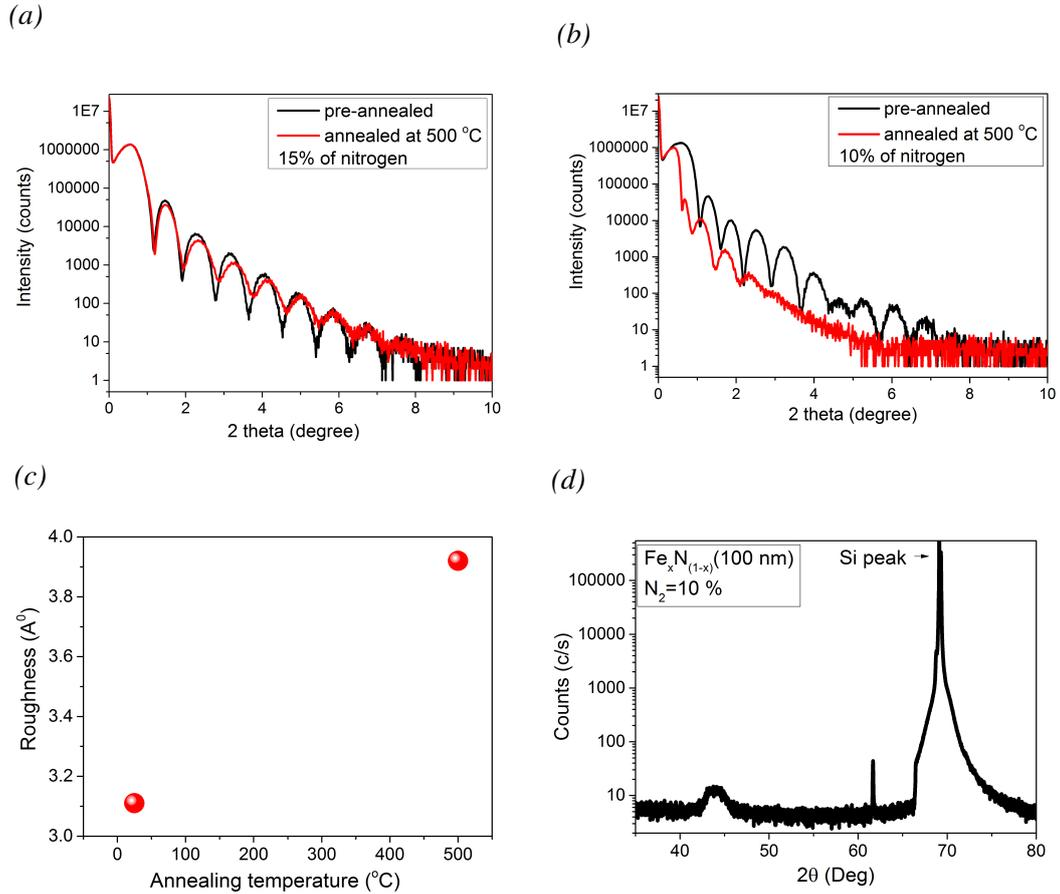 (a)
(b)
1E7
1000000
100000
10000
1000
100
10
1
Intensity (counts)
pre-annealed
annealed at 500 °C
15% of nitrogen
0 2 4 6 8 10
2 theta (degree)
1E7
1000000
100000
10000
1000
100
10
1
Intensity (counts)
pre-annealed
annealed at 500 °C
10% of nitrogen
0 2 4 6 8 10
2 theta (degree)
(c)
(d)
4.0
3.8
3.6
3.4
3.2
3.0
Roughness (A⁰)
0 100 200 300 400 500
Annealing temperature (°C)
100000
10000
1000
100
10
Counts (c/s)
FeₓN₍₁₋ₓ₎(100 nm)
N₂=10 %
Si peak
40 50 60 70 80
2θ (Deg)